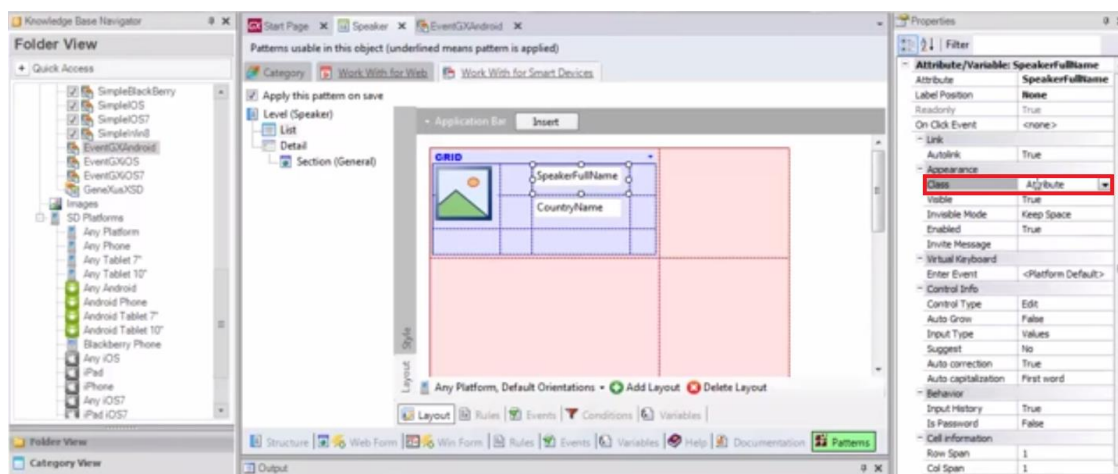 Knowledge Base Navigator
Folder View
Quick Access
SimpleBlackBerry
SimpleIOS
SimpleIOS7
SimpleInIn8
EventGXAndroid
EventGXiOS
EventGXiOS7
GeneXusXSD
Images
SD Platforms
Any Platform
Any Phone
Any Tablet 7"
Any Tablet 10"
Any Android
Android Phone
Android Tablet 7"
Android Tablet 10"
Blackberry Phone
Any iOS
iPad
iPhone
Any iOS7
iPad iOS7
Folder View
Category View
GX Start Page Speaker EventGXAndroid
Patterns usable in this object (underlined means pattern is applied)
Category Work With for Web Work With for Smart Devices
Apply this pattern on save
Level (Speaker)
List
Detail
Section (General)
Application Bar Insert
GRID
SpeakerFullName
CountryName
Style
Layout
Any Platform, Default Orientations Add Layout Delete Layout
Layout Rules Events Conditions Variables
Structure Web Form Win Form Rules Events Variables Help Documentation Patterns
Output
Properties
Filter
Attribute/Variable: SpeakerFullName
Attribute SpeakerFullName
Label Position None
Readonly True
On Click Event <none>
Link
Autolink True
Appearance
Class Attribute
Visible True
Invisible Mode Keep Space
Enabled True
Invite Message
Virtual Keyboard
Enter Event <Platform Default>
Control Info
Control Type Edit
Auto Grow False
Input Type Values
Suggest No
Auto correction True
Auto capitalization First word
Behavior
Input History True
Is Password False
Cell information
Row Span 1
Col Span 1